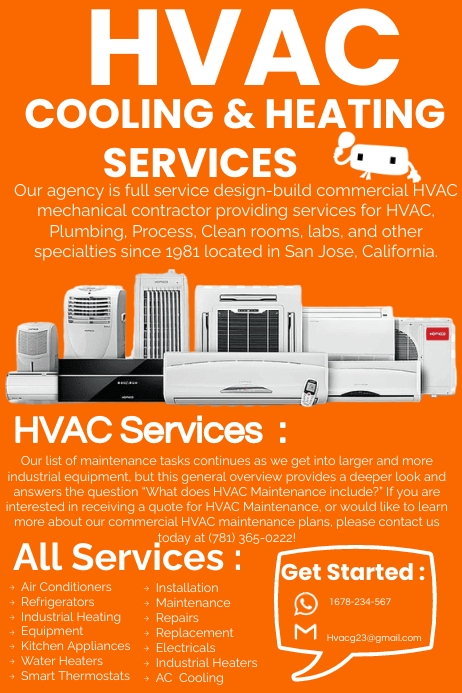 HVAC
COOLING & HEATING
SERVICES
Our agency is full service design-build commercial HVAC
mechanical contractor providing services for HVAC,
Plumbing, Process, Clean rooms, labs, and other
specialties since 1981 located in San Jose, California.
HVAC Services :
Our list of maintenance tasks continues as we get into larger and more
industrial equipment, but this general overview provides a deeper look and
answers the question “What does HVAC Maintenance include?” If you are
interested in receiving a quote for HVAC Maintenance, or would like to learn
more about our commercial HVAC maintenance plans, please contact us
today at (781) 365-0222!
All Services :
Air Conditioners
Refrigerators
Industrial Heating
Equipment
Kitchen Appliances
Water Heaters
Smart Thermostats
Installation
Maintenance
Repairs
Replacement
Electricals
Industrial Heaters
AC Cooling
Get Started :
1678-234-567
Hvacg23@gmail.com